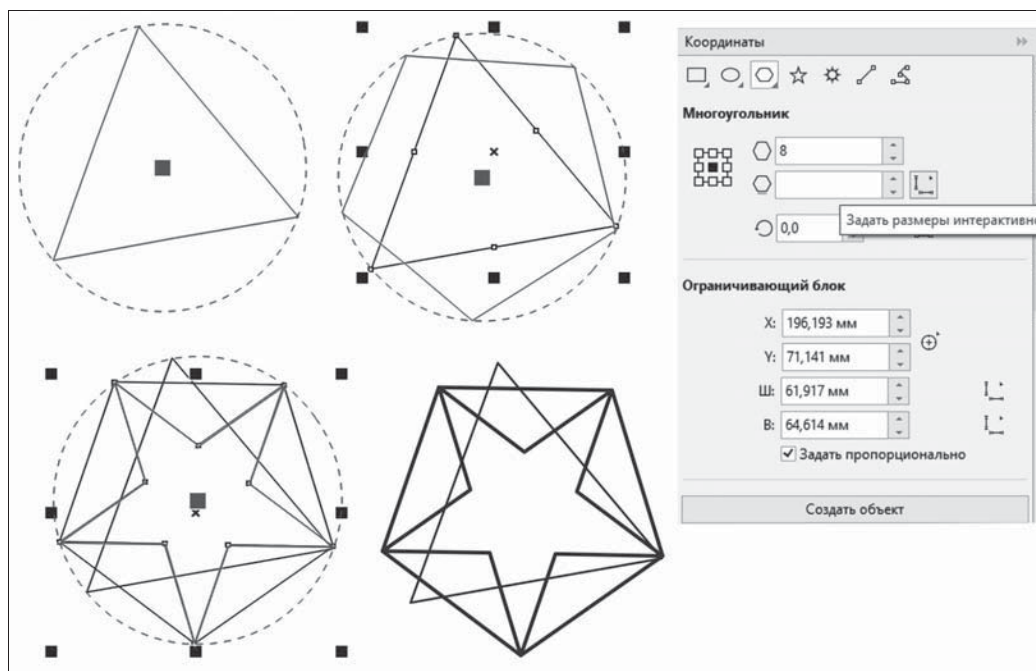 Координаты
Многоугольник
8
Задать размеры интерактивно
0,0
Ограничивающий блок
X: 196,193 мм
Y: 71,141 мм
Ш: 61,917 мм
В: 64,614 мм
Задать пропорционально
Создать объект